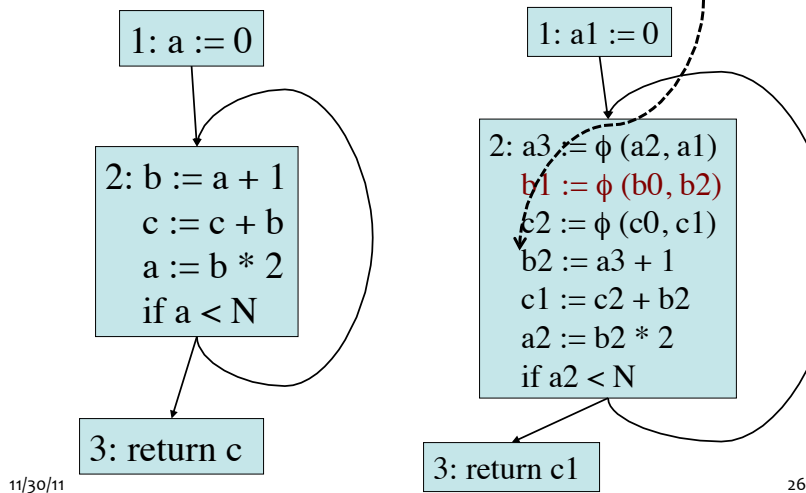 1: a := 0
2: b := a + 1
c := c + b
a := b * 2
if a < N
3: return c
1: a1 := 0
2: a3 := ϕ (a2, a1)
b1 := ϕ (b0, b2)
c2 := ϕ (c0, c1)
b2 := a3 + 1
c1 := c2 + b2
a2 := b2 * 2
if a2 < N
3: return c1
11/30/11
26